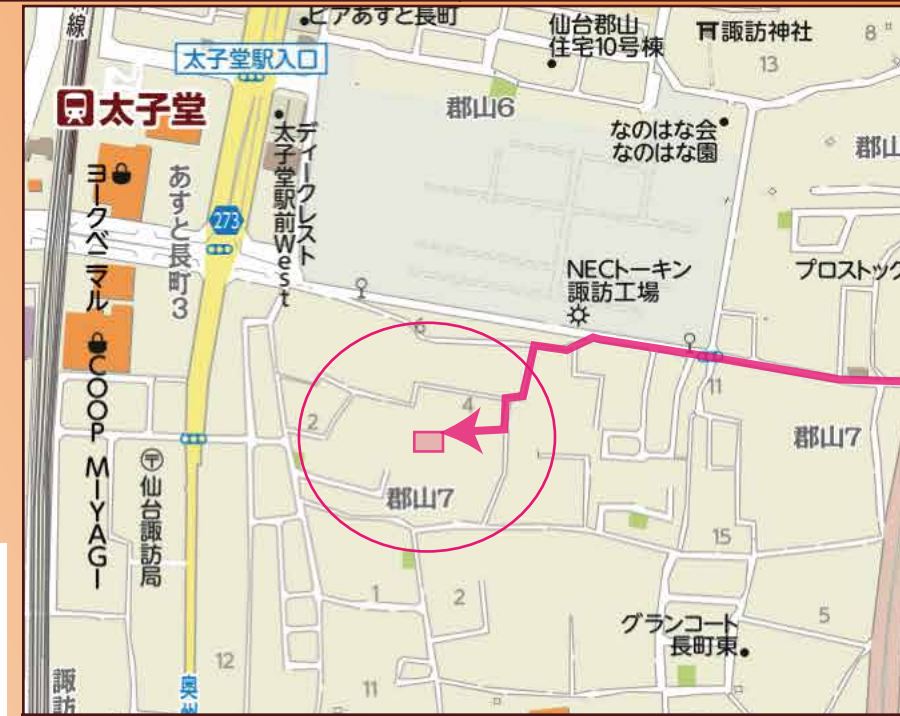 線
ピアあすと長町
仙台郡山
住宅10号棟
諏訪神社
8
13
太子堂駅入口
太子堂
郡山6
なのはな会
なのはな園
郡山
ディークレスト
太子堂駅前West
ヨークベニマル
あすと長町3
273
NECトーキン
諏訪工場
プロストック
6
11
4
2
COOP MIYAGI
郡山7
郡山7
仙台諏訪局
15
1
2
5
グランコート
長町東
12
11
諏訪
奥州